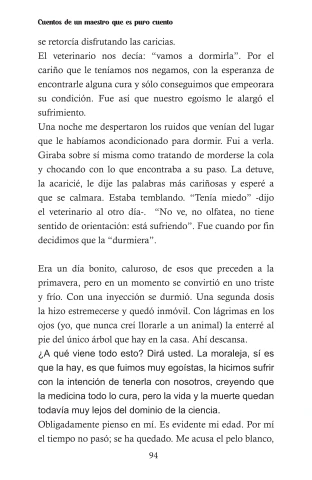 Cuentos de un maestro que es puro cuento
se retorcía disfrutando las caricias.
El veterinario nos decía: “vamos a dormirla”. Por el
cariño que le teníamos nos negamos, con la esperanza de
encontrarle alguna cura y sólo conseguimos que empeorara
su condición. Fue así que nuestro egoísmo le alargó el
sufrimiento.
Una noche me despertaron los ruidos que venían del lugar
que le habíamos acondicionado para dormir. Fui a verla.
Giraba sobre sí misma como tratando de morderse la cola
y chocando con lo que encontraba a su paso. La detuve,
la acaricié, le dije las palabras más cariñosas y esperé a
que se calmara. Estaba temblando. “Tenía miedo” -dijo
el veterinario al otro día-. “No ve, no olfatea, no tiene
sentido de orientación: está sufriendo”. Fue cuando por fin
decidimos que la “durmiera”.
Era un día bonito, caluroso, de esos que preceden a la
primavera, pero en un momento se convirtió en uno triste
y frío. Con una inyección se durmió. Una segunda dosis
la hizo estremecerse y quedó inmóvil. Con lágrimas en los
ojos (yo, que nunca creí llorarle a un animal) la enterré al
pie del único árbol que hay en la casa. Ahí descansa.
¿A qué viene todo esto? Dirá usted. La moraleja, sí es
que la hay, es que fuimos muy egoístas, la hicimos sufrir
con la intención de tenerla con nosotros, creyendo que
la medicina todo lo cura, pero la vida y la muerte quedan
todavía muy lejos del dominio de la ciencia.
Obligadamente pienso en mí. Es evidente mi edad. Por mí
el tiempo no pasó; se ha quedado. Me acusa el pelo blanco,
94